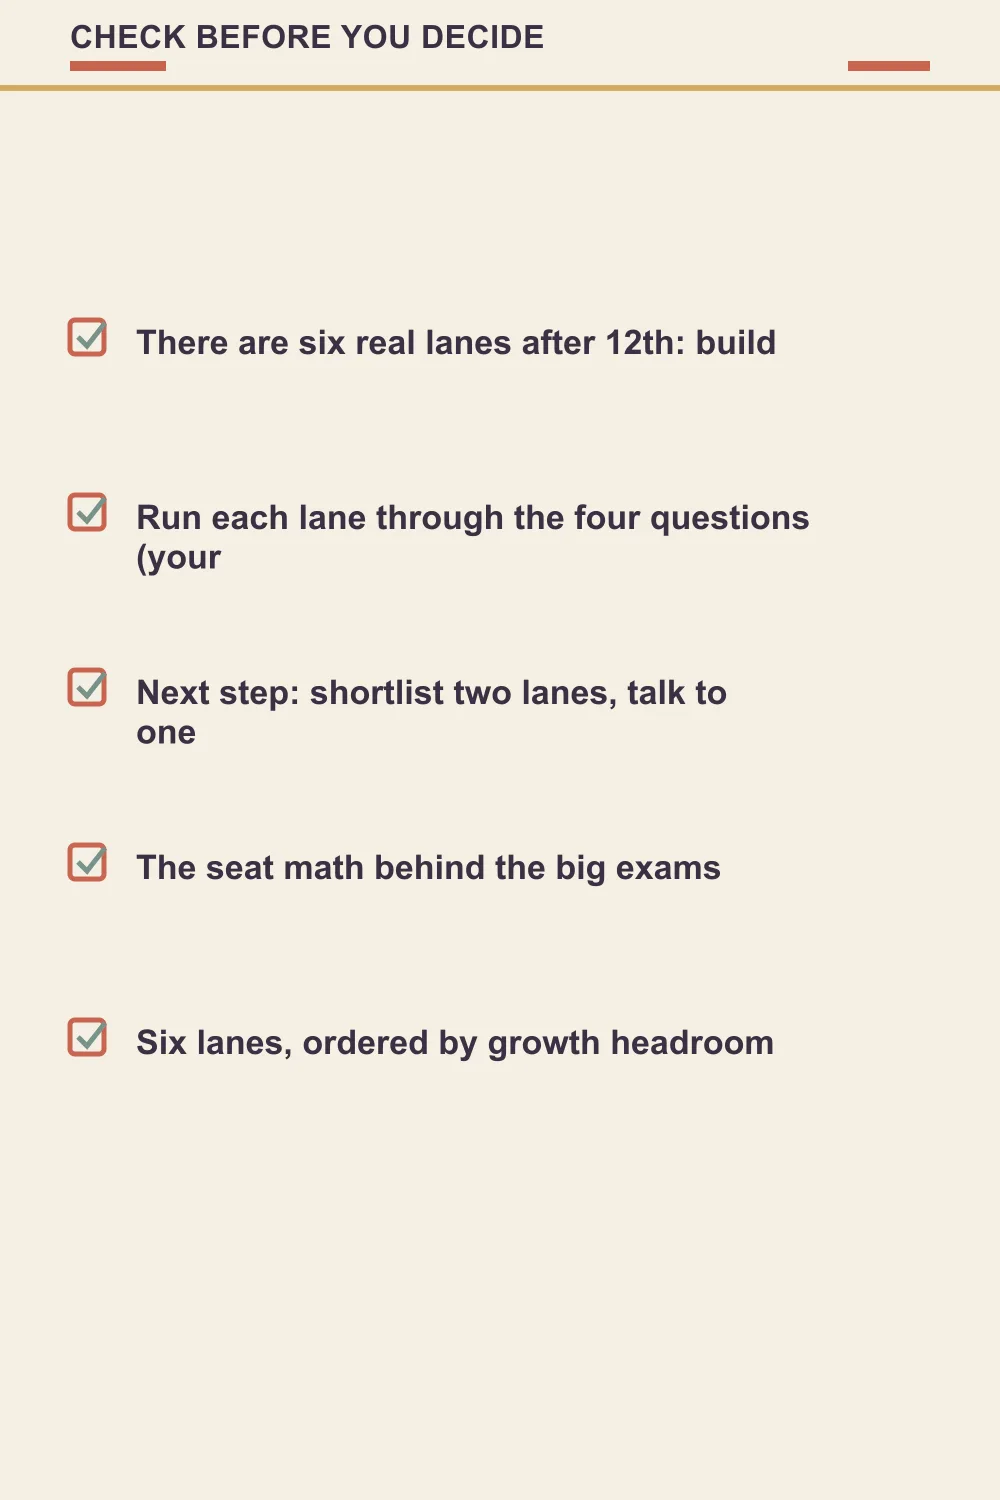 CHECK BEFORE YOU DECIDE
There are six real lanes after 12th: build
Run each lane through the four questions
(your
Next step: shortlist two lanes, talk to
one
The seat math behind the big exams
Six lanes, ordered by growth headroom